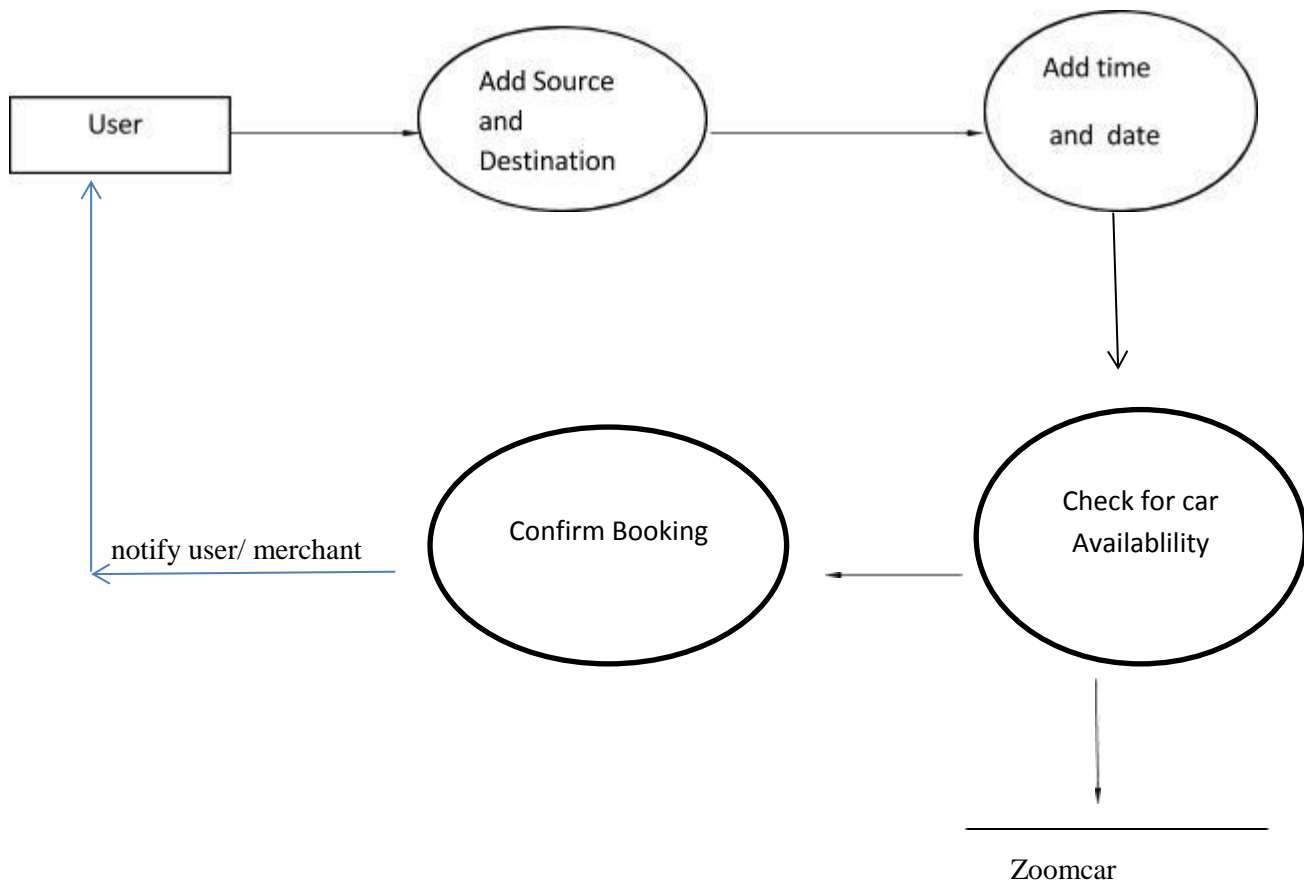 User
Add Source
and
Destination
Add time
and date
Check for car
Availablility
Confirm Booking
notify user/ merchant
Zoomcar